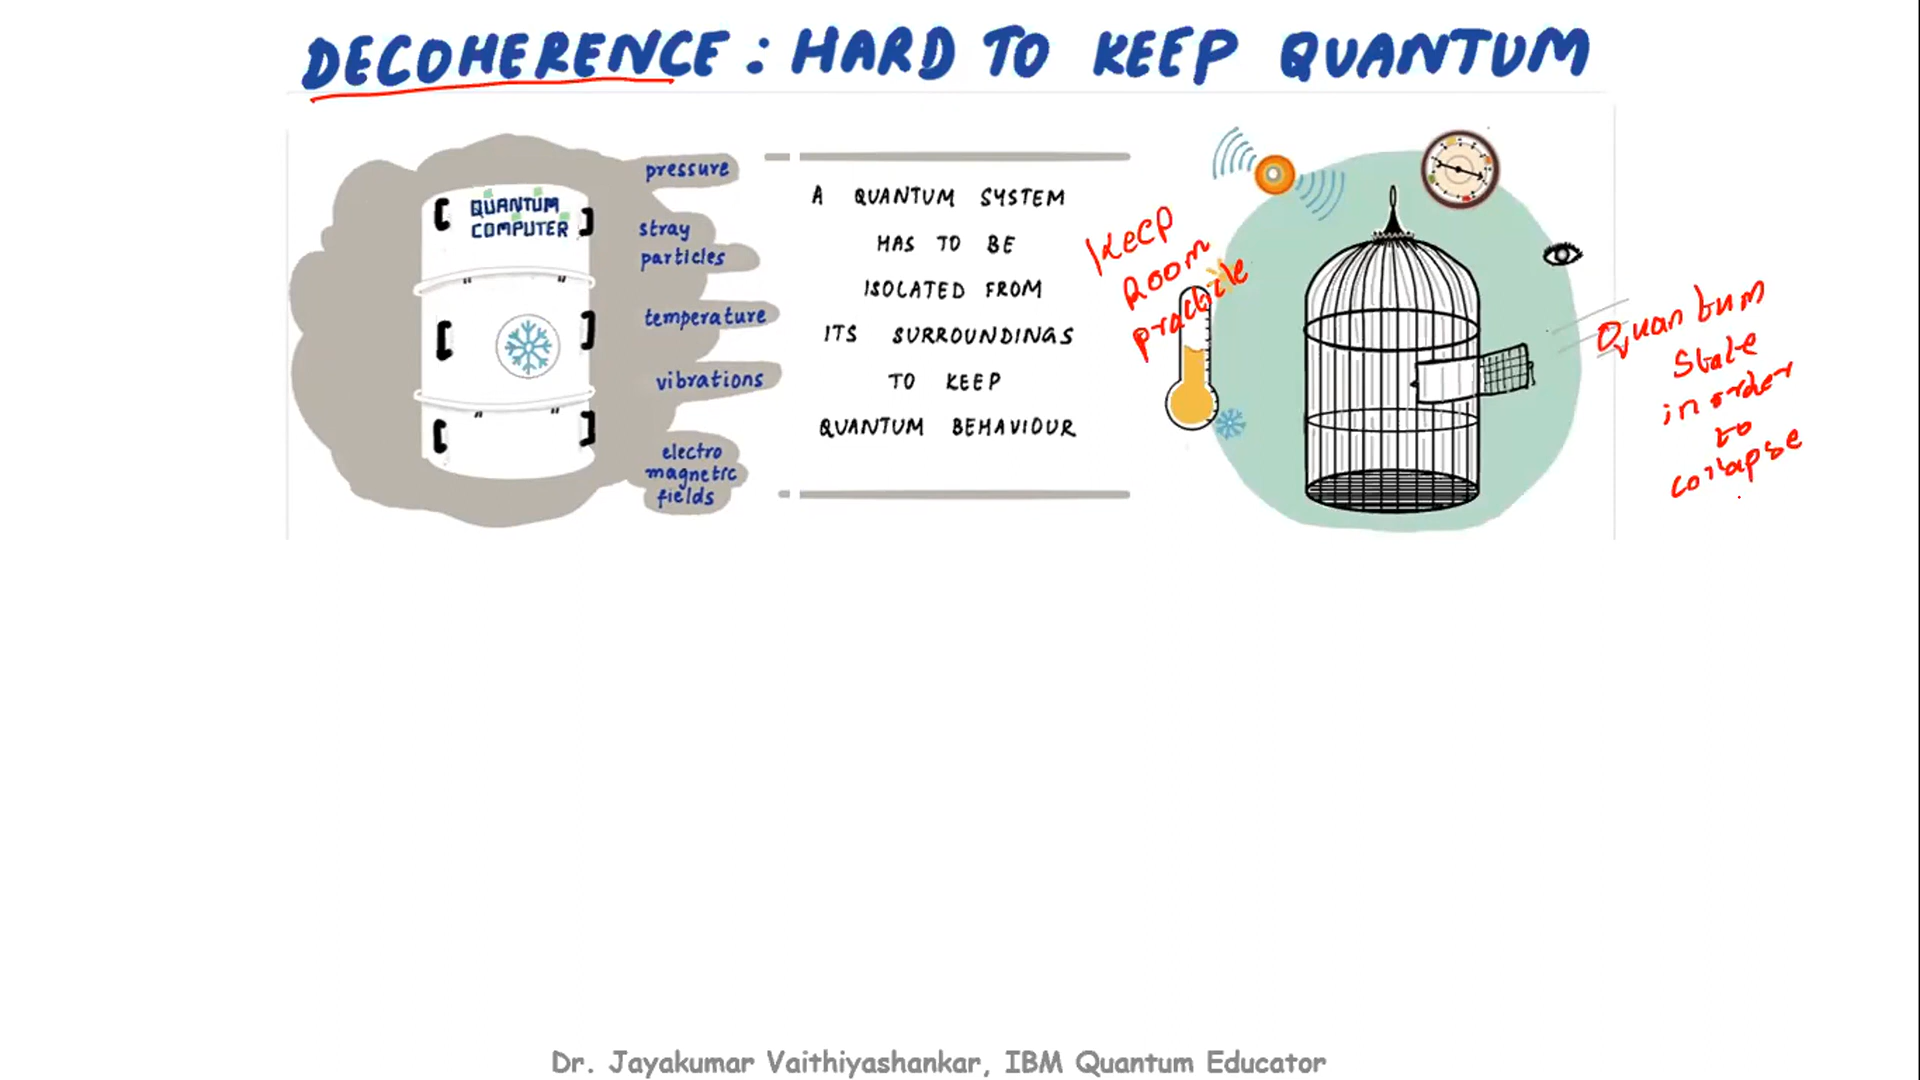 DECOHERENCE : HARD TO KEEP QUANTUM
QUANTUM
COMPUTER
pressure
stray
particles
temperature
vibrations
electro
magnetic
fields
A QUANTUM SYSTEM
HAS TO BE
ISOLATED FROM
ITS SURROUNDINGS
TO KEEP
QUANTUM BEHAVIOUR
Keep
Room
Quantum
State
in order
to
collapse
Dr. Jayakumar Vaithiyashankar, IBM Quantum Educator